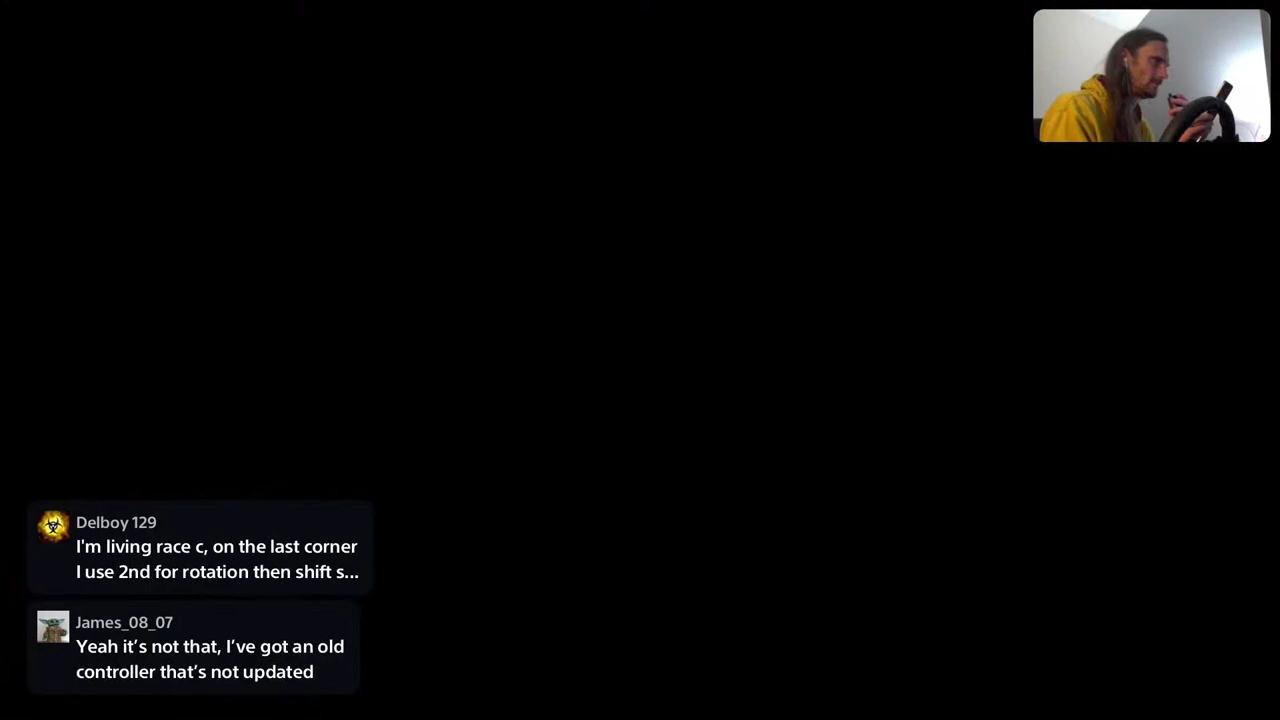 Delboy 129
I'm living race c, on the last corner
I use 2nd for rotation then shift s...
James_08_07
Yeah it’s not that, I’ve got an old
controller that’s not updated